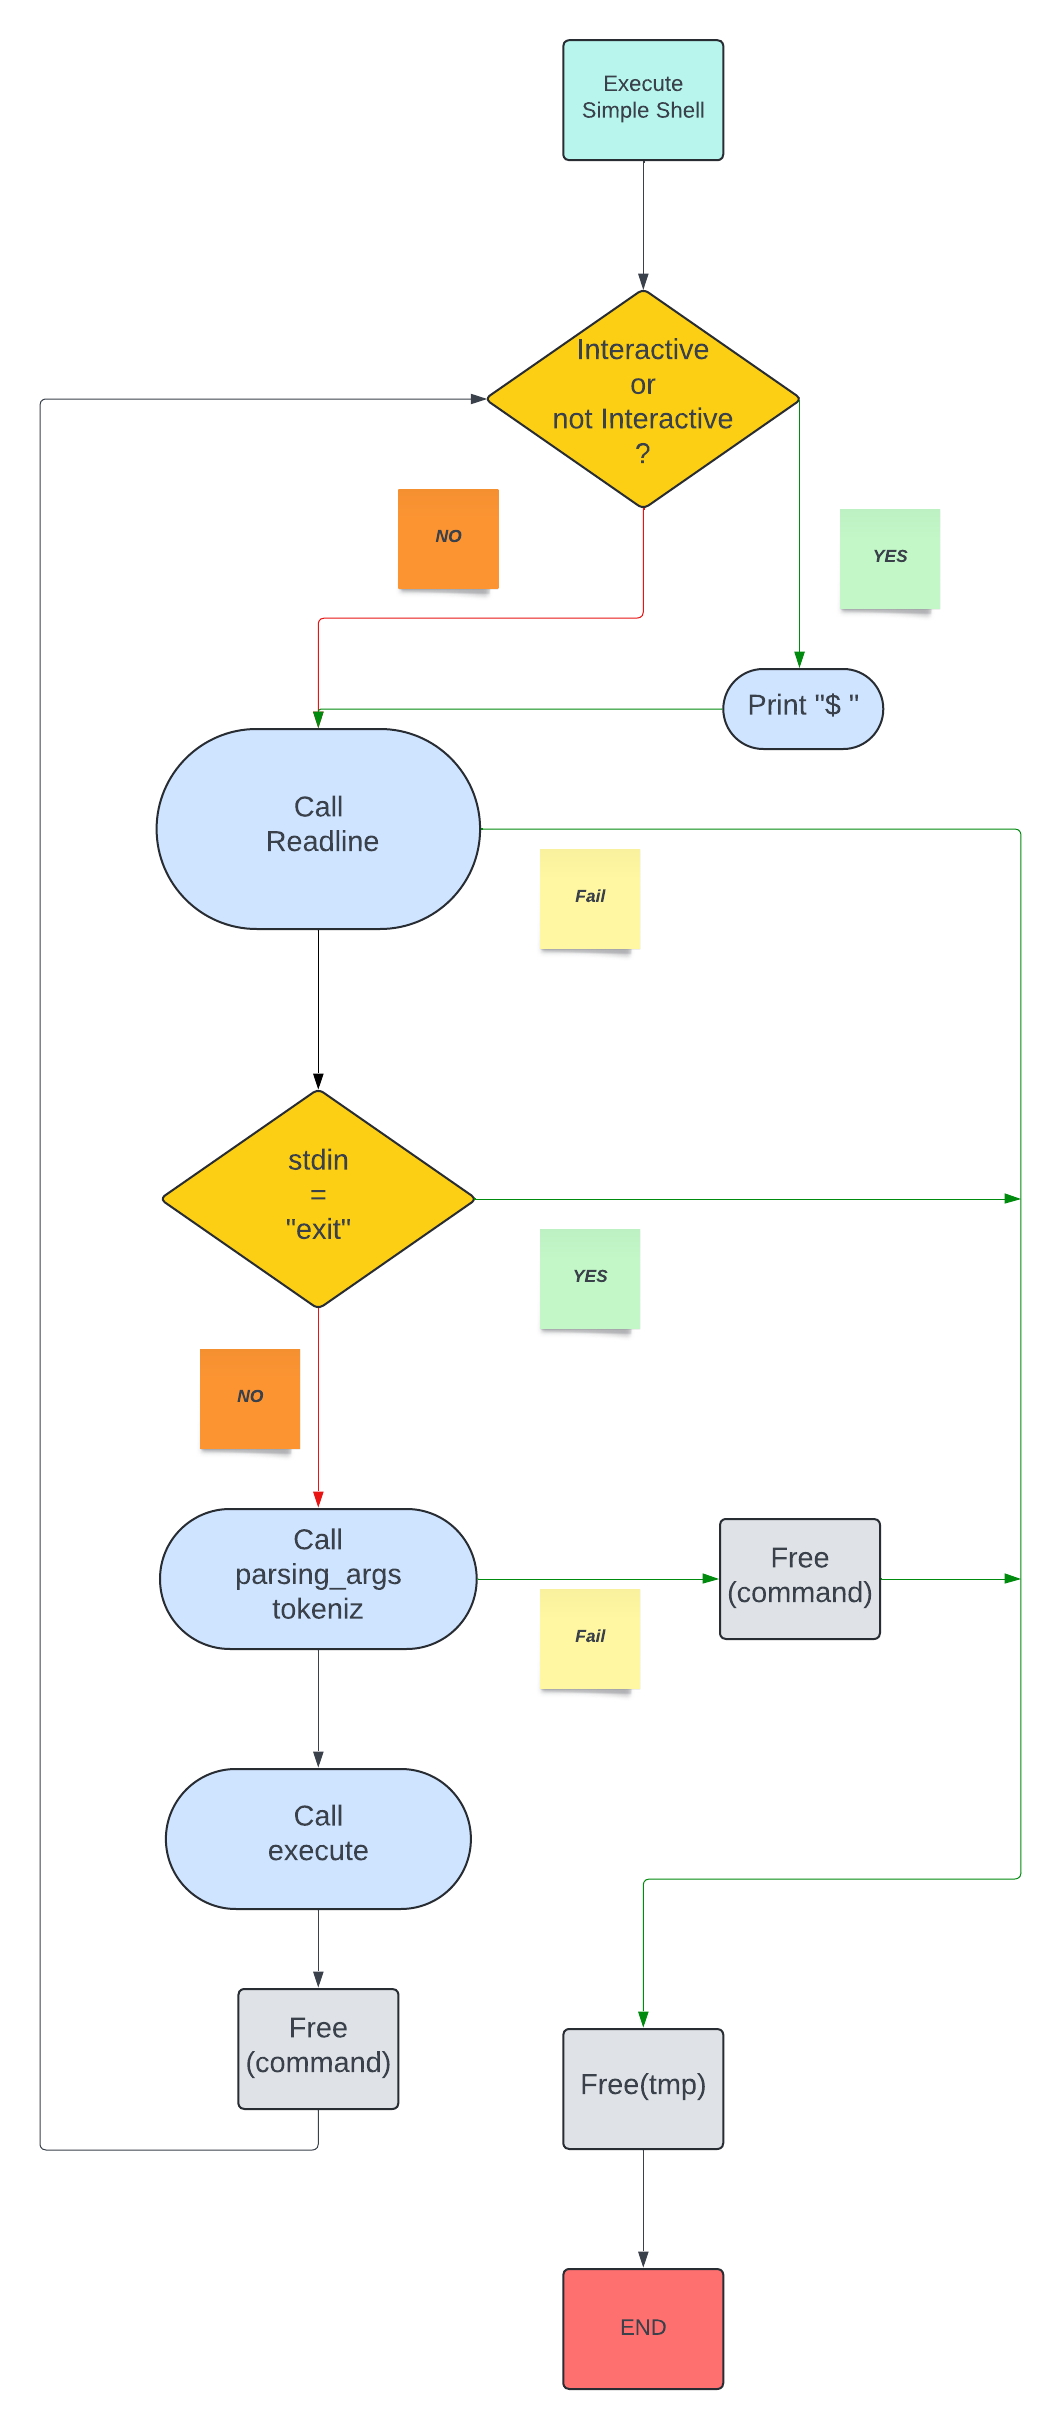 Execute
Simple Shell
Interactive
or
not Interactive
?
NO
YES
Print "$ "
Call
Readline
Fail
stdin
=
"exit"
YES
NO
Call
parsing_args
tokeniz
Free
(command)
Fail
Call
execute
Free
(command)
Free(tmp)
END